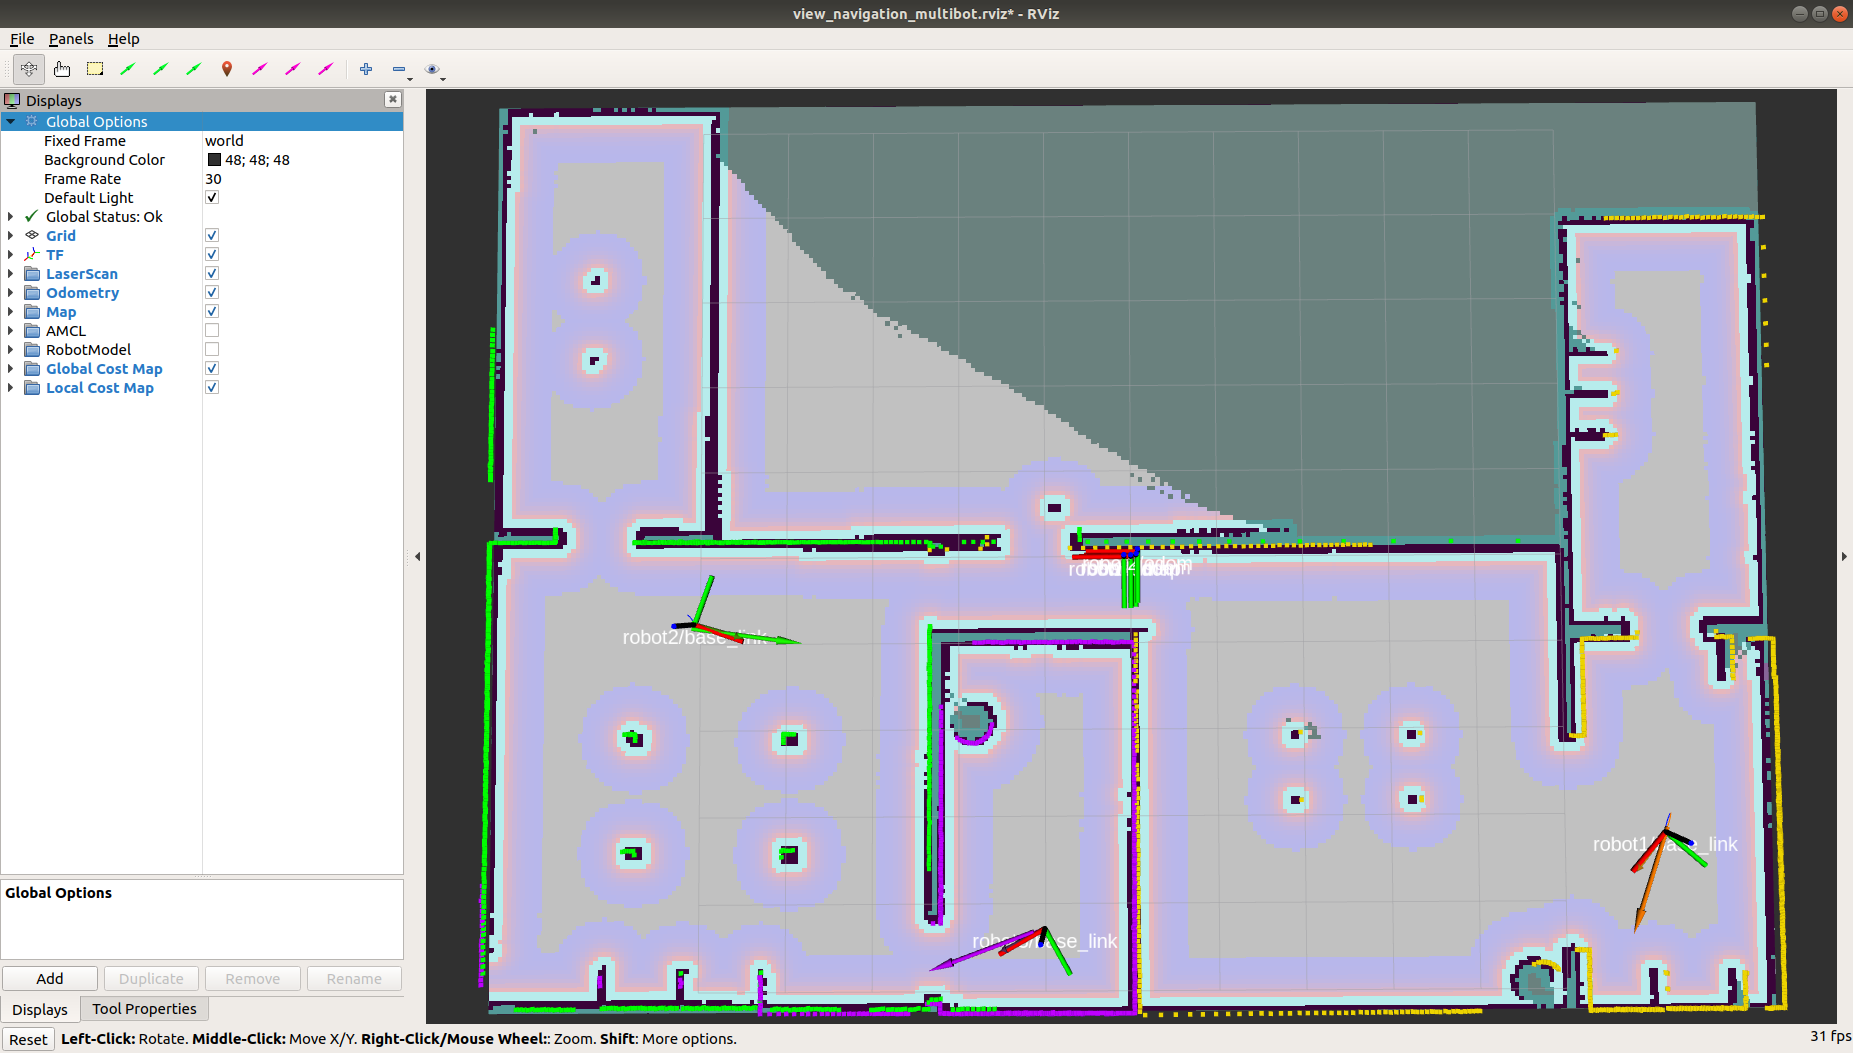 view_navigation_multibot.rviz* - RViz
File Panels Help
Displays
Global Options
Fixed Frame world
Background Color 48; 48; 48
Frame Rate 30
Default Light
Global Status: Ok
Grid
TF
LaserScan
Odometry
Map
AMCL
RobotModel
Global Cost Map
Local Cost Map
robot2/base_link
robot1/base_link
Global Options
Add Duplicate Remove Rename
Displays Tool Properties
Reset Left-Click: Rotate. Middle-Click: Move X/Y. Right-Click/Mouse Wheel:: Zoom. Shift: More options. 31 fps